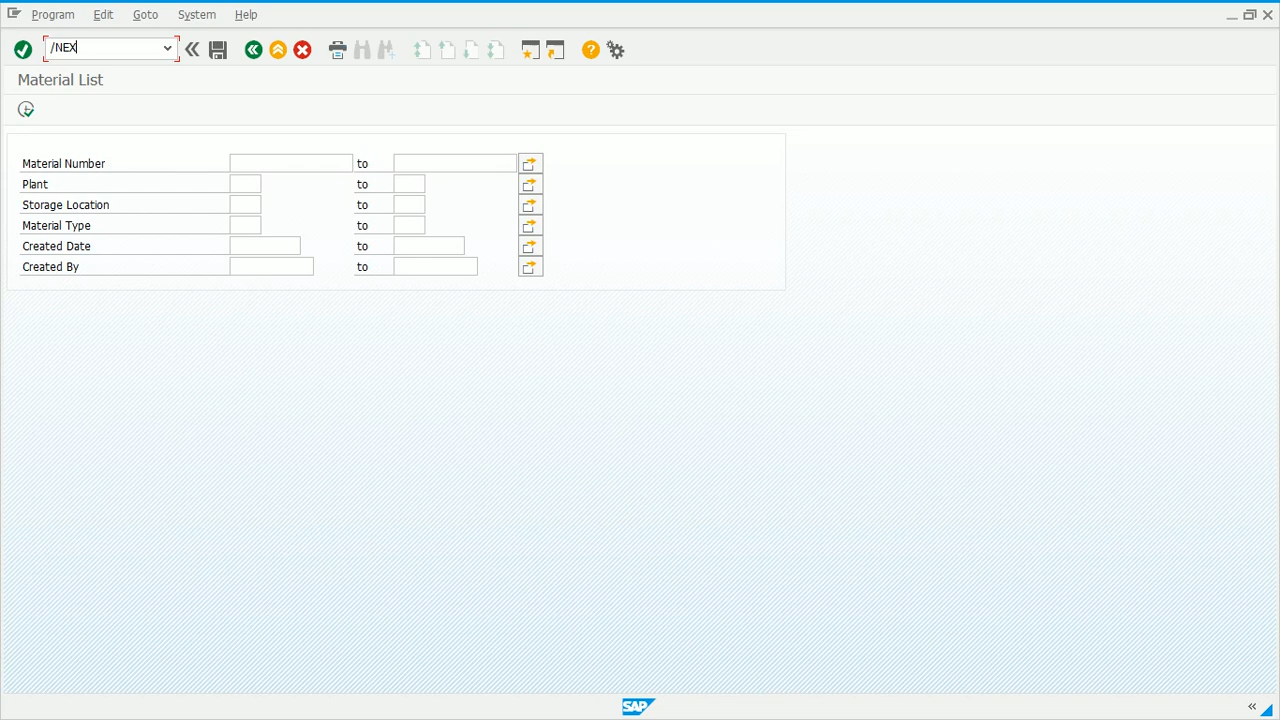 Program Edit Goto System Help
/NEX
Material List
Material Number to
Plant to
Storage Location to
Material Type to
Created Date to
Created By to
SAP